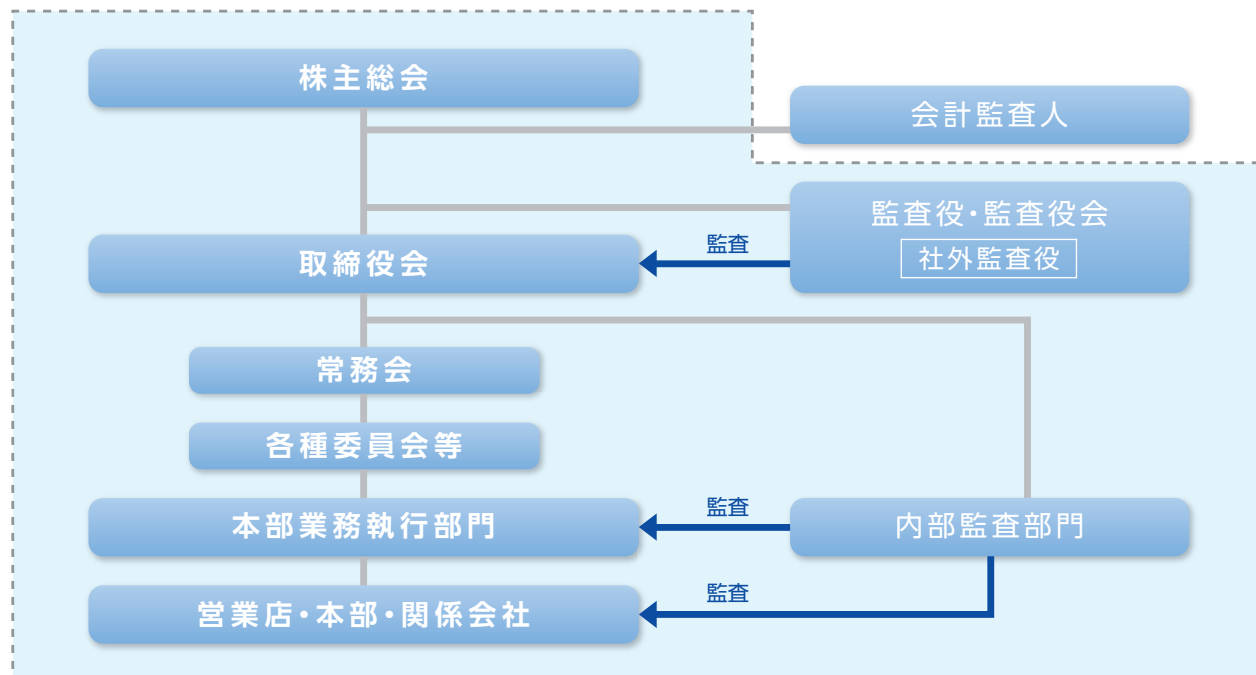 株主総会
会計監査人
監査役・監査役会
社外監査役
監査
取締役会
常務会
各種委員会等
監査
本部業務執行部門
内部監査部門
監査
営業店・本部・関係会社